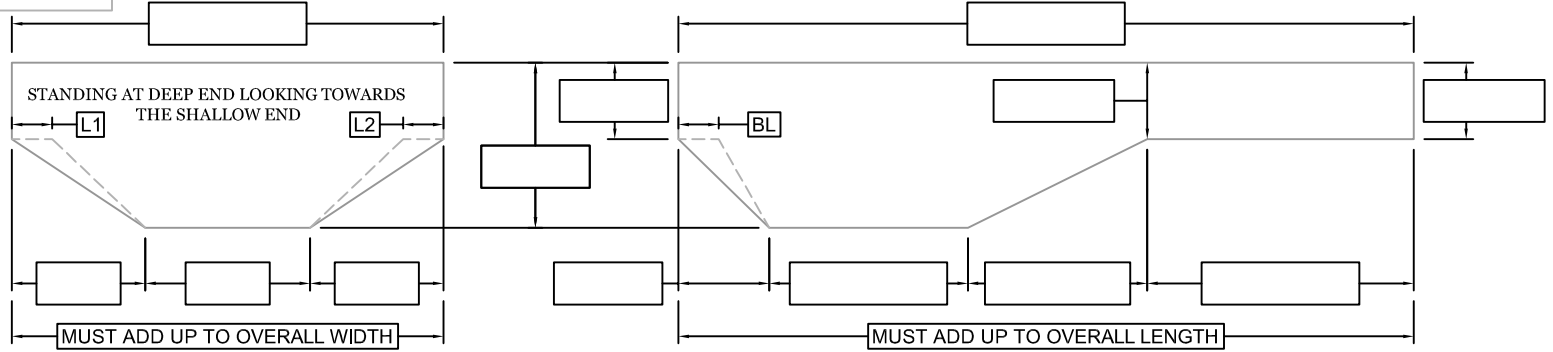 STANDING AT DEEP END LOOKING TOWARDS
THE SHALLOW END
L1
L2
BL
MUST ADD UP TO OVERALL WIDTH
MUST ADD UP TO OVERALL LENGTH